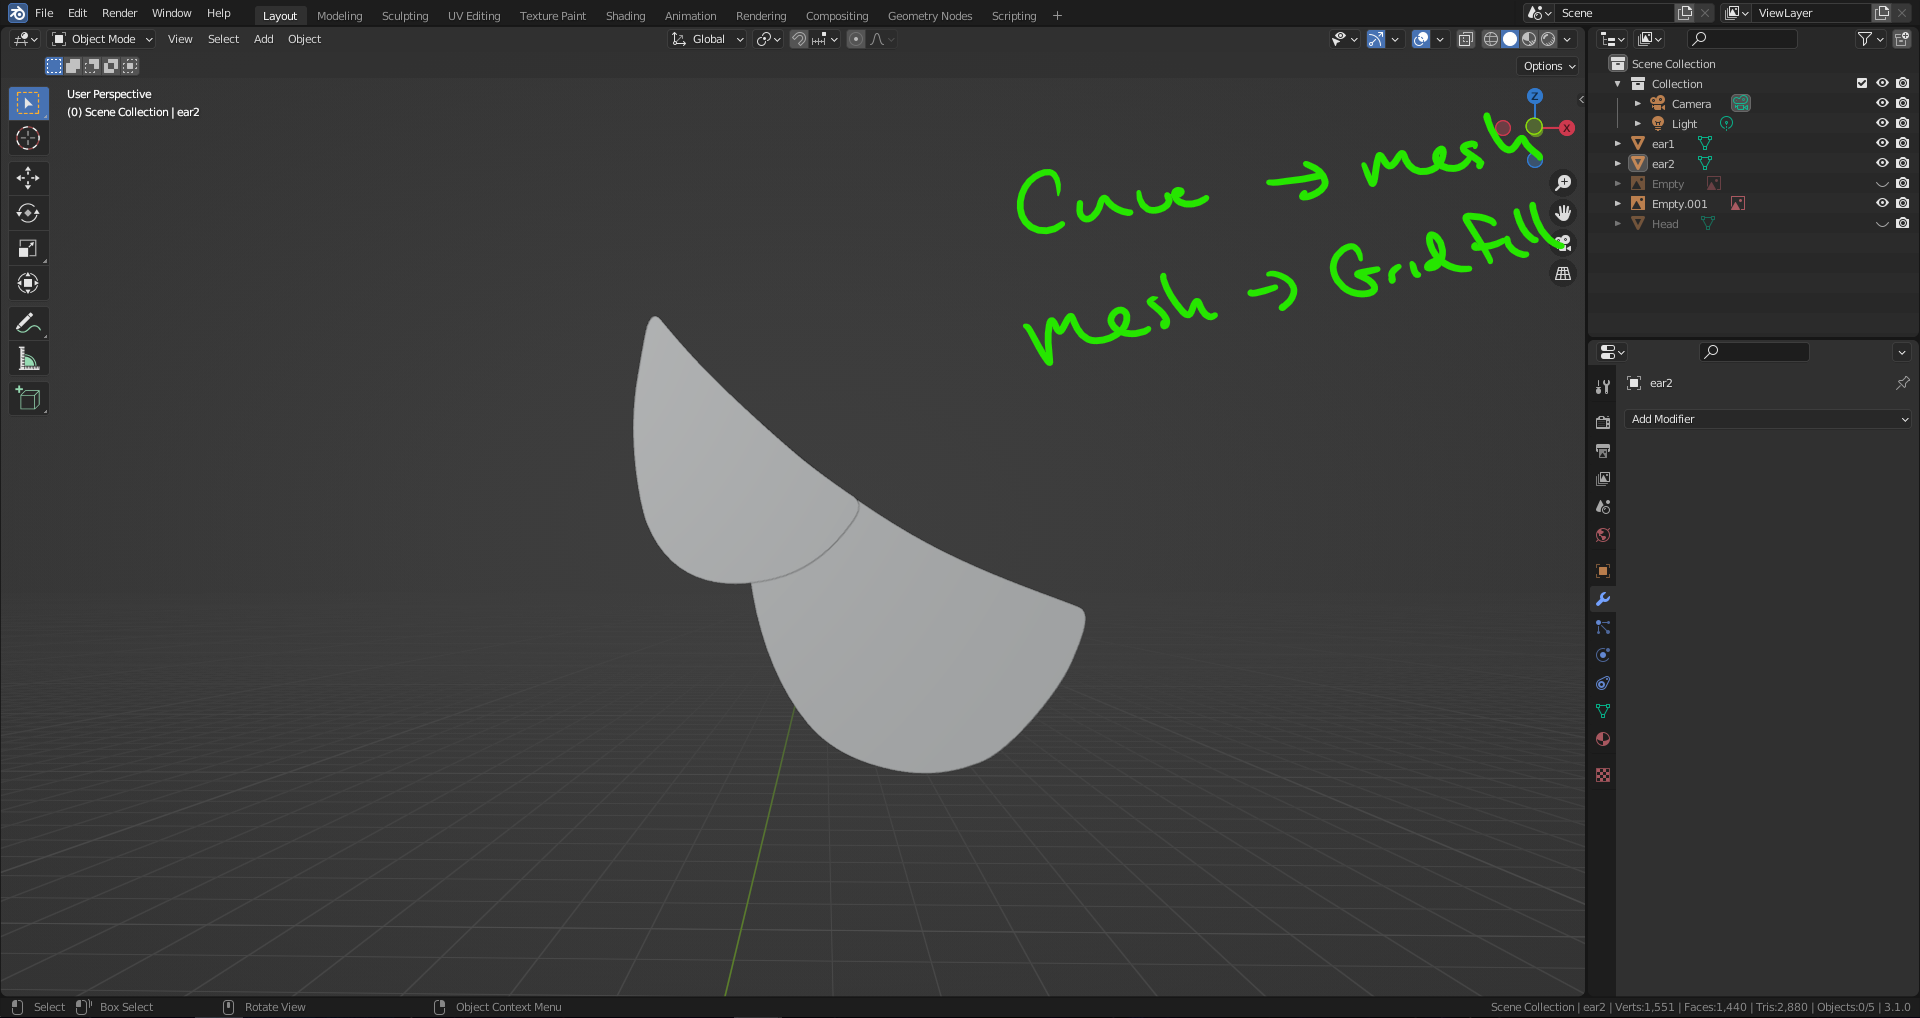 File Edit Render Window Help Layout Modeling Sculpting UV Editing Texture Paint Shading Animation Rendering Compositing Geometry Nodes Scripting + Scene ViewLayer
Object Mode View Select Add Object Global
Options
User Perspective
(0) Scene Collection | ear2
Z
X
Curve → mesh
mesh → Grid Fill
Scene Collection
Collection
Camera
Light
ear1
ear2
Empty
Empty.001
Head
ear2
Add Modifier
Select Box Select Rotate View Object Context Menu Scene Collection | ear2 | Verts:1,551 | Faces:1,440 | Tris:2,880 | Objects:0/5 | 3.1.0